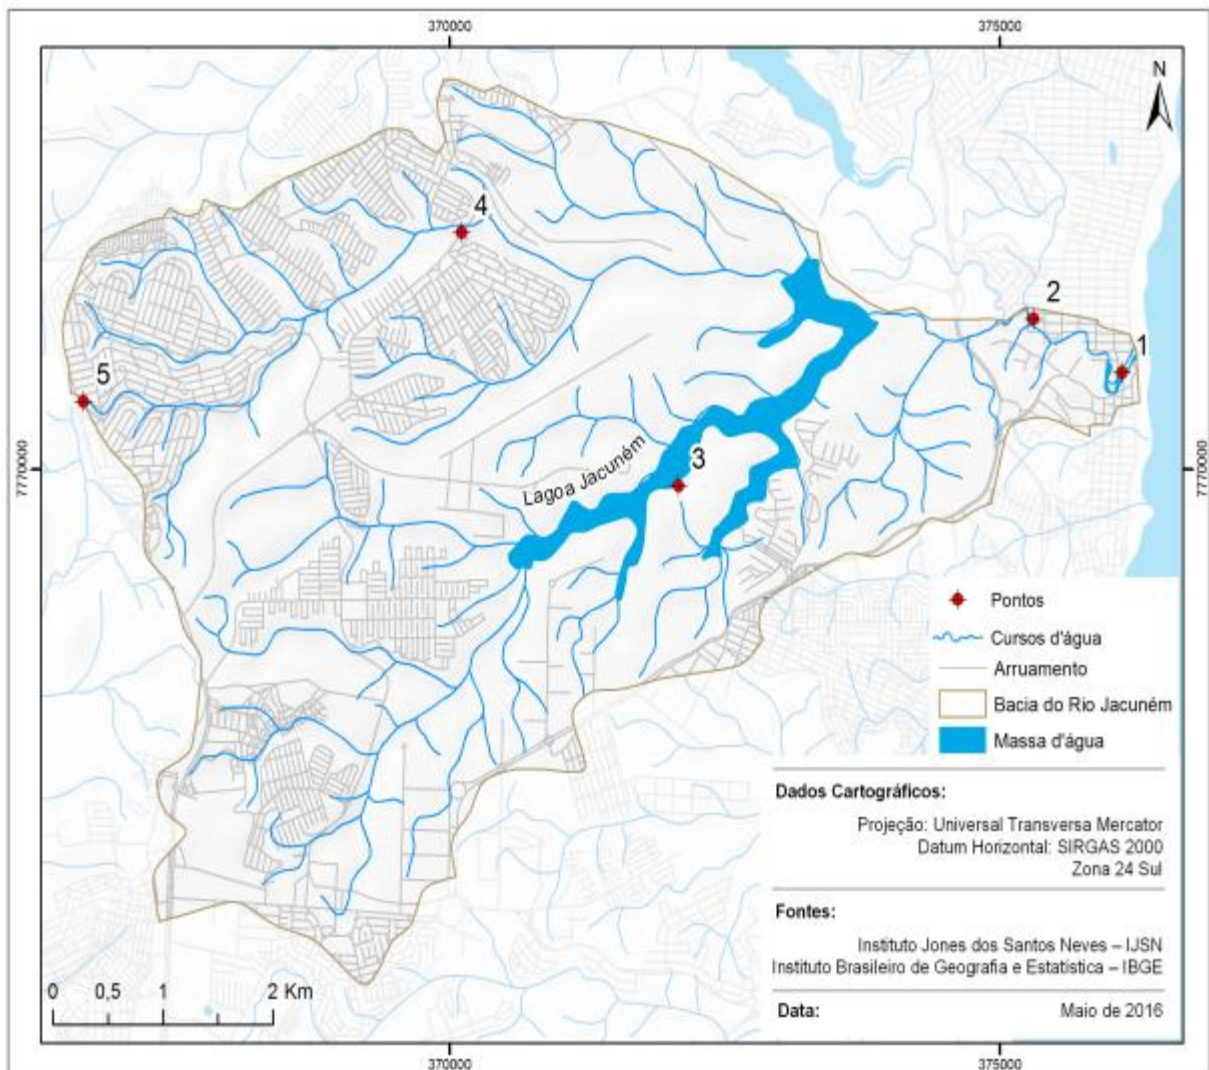 370000
375000
N
4
2
1
5
7770000
7770000
3
Lagoa Jacuném
Pontos
Cursos d'água
Arruamento
Bacia do Rio Jacuném
Massa d'água
Dados Cartográficos:
Projeção: Universal Transversa Mercator
Datum Horizontal: SIRGAS 2000
Zona 24 Sul
Fontes:
Instituto Jones dos Santos Neves – IJSN
Instituto Brasileiro de Geografia e Estatística – IBGE
Data: Maio de 2016
0 0,5 1 2 Km
370000
375000